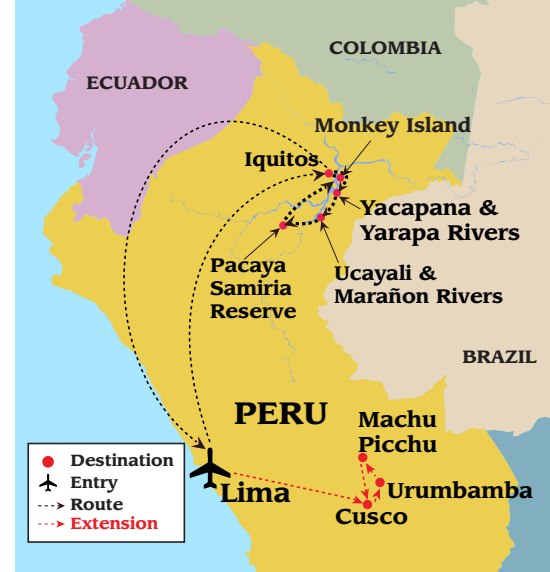 COLOMBIA
ECUADOR
Monkey Island
Iquitos
Yacapana &
Yarapa Rivers
Pacaya
Samiria
Reserve
Ucayali &
Marañon Rivers
BRAZIL
PERU
Machu
Picchu
Urumbamba
Lima
Cusco
Destination
Entry
Route
Extension